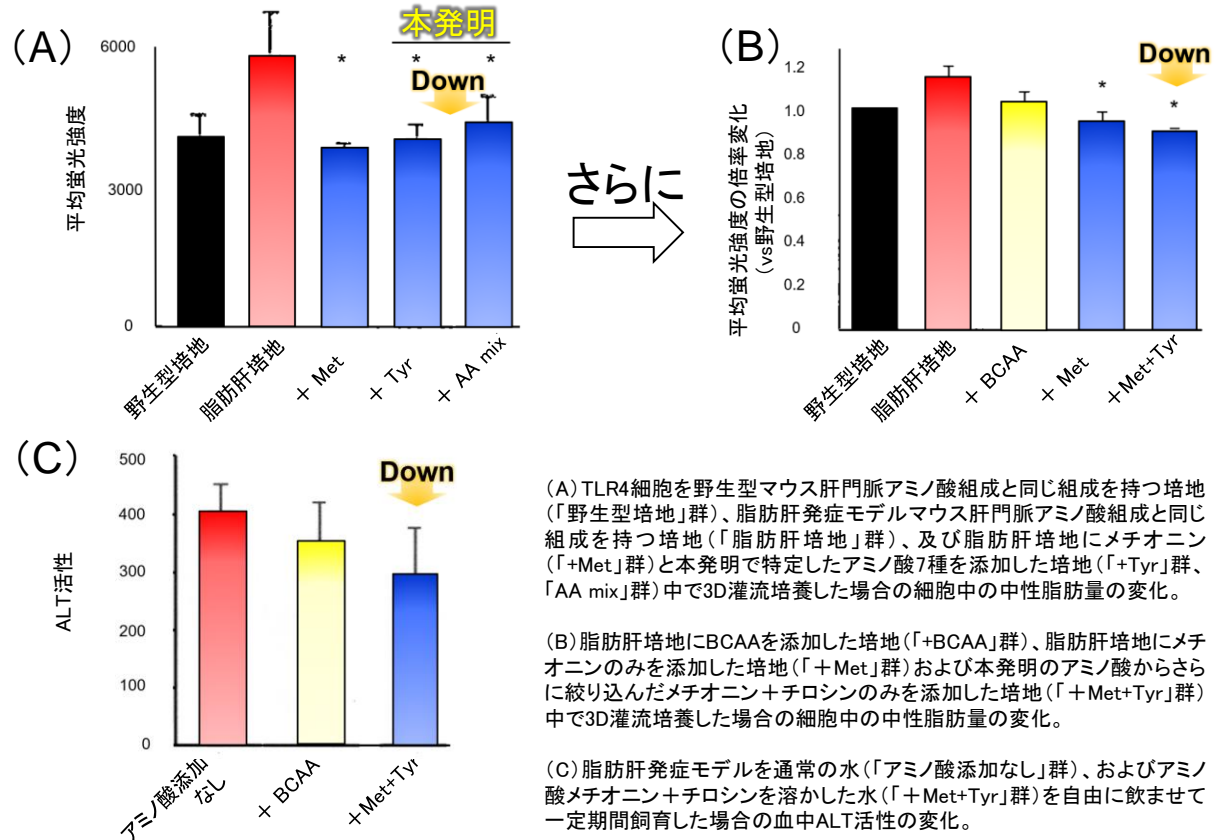 (A)
本発明
6000
3000
0
平均蛍光強度
*
*
*
Down
野生型培地
脂肪肝培地
+ Met
+ Tyr
+ AA mix
さらに
(B)
Down
1.2
1.0
0.8
0.6
0.4
0.2
0
平均蛍光強度の倍率変化
(vs野生型培地)
*
*
野生型培地
脂肪肝培地
+ BCAA
+ Met
+Met+Tyr
(C)
500
400
300
200
100
0
ALT活性
Down
アミノ酸添加
なし
+ BCAA
+Met+Tyr
(A)TLR4細胞を野生型マウス肝門脈アミノ酸組成と同じ組成を持つ培地
(「野生型培地」群)、脂肪肝発症モデルマウス肝門脈アミノ酸組成と同じ
組成を持つ培地(「脂肪肝培地」群)、及び脂肪肝培地にメチオニン
(「+Met」群)と本発明で特定したアミノ酸7種を添加した培地(「+Tyr」群、
「AA mix」群)中で3D灌流培養した場合の細胞中の中性脂肪量の変化。
(B)脂肪肝培地にBCAAを添加した培地(「+BCAA」群)、脂肪肝培地にメチ
オニンのみを添加した培地(「+Met」群)および本発明のアミノ酸からさら
に絞り込んだメチオニン+チロシンのみを添加した培地(「+Met+Tyr」群)
中で3D灌流培養した場合の細胞中の中性脂肪量の変化。
(C)脂肪肝発症モデルを通常の水(「アミノ酸添加なし」群)、およびアミノ
酸メチオニン+チロシンを溶かした水(「+Met+Tyr」群)を自由に飲ませて
一定期間飼育した場合の血中ALT活性の変化。